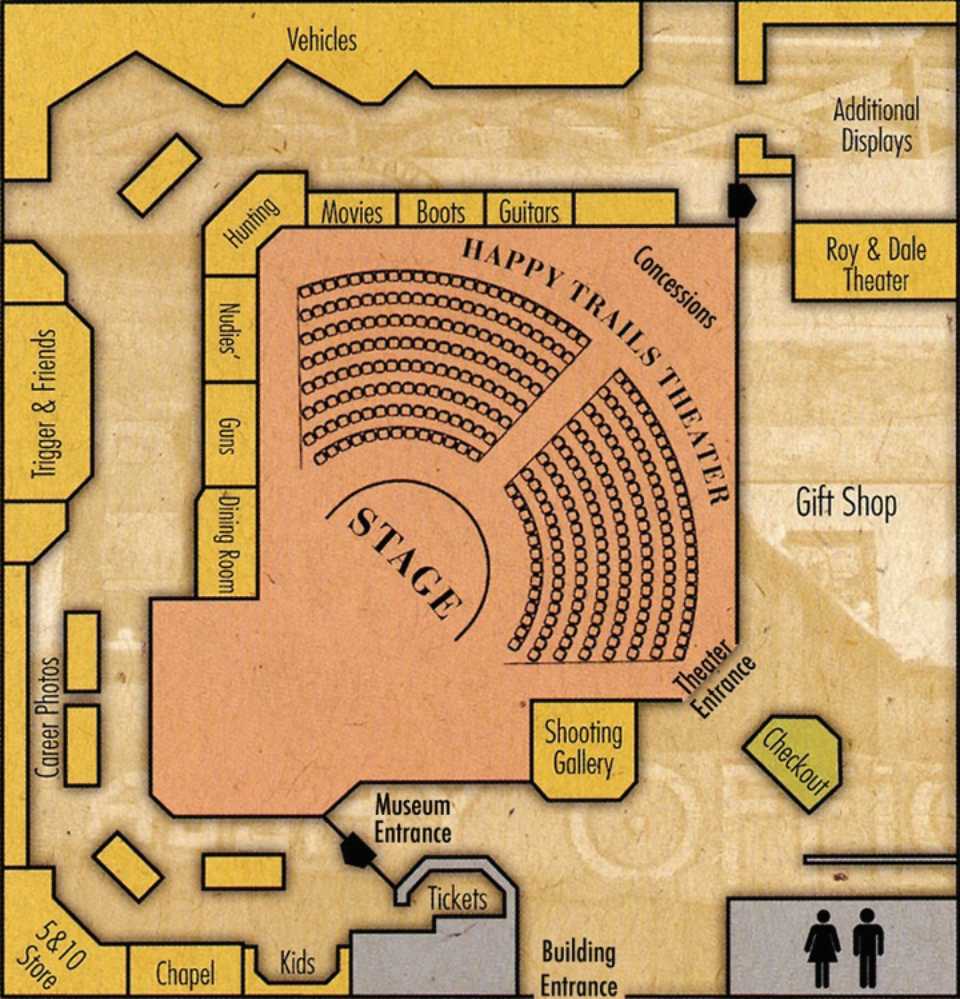 Vehicles
Additional
Displays
Hunting
Movies
Boots
Guitars
Concessions
Roy & Dale
Theater
HAPPY TRAILS THEATER
Nudies'
Trigger & Friends
Guns
Dining Room
STAGE
Gift Shop
Career Photos
Theater
Entrance
Shooting
Gallery
Checkout
Museum
Entrance
Tickets
5&10
Store
Chapel
Kids
Building
Entrance